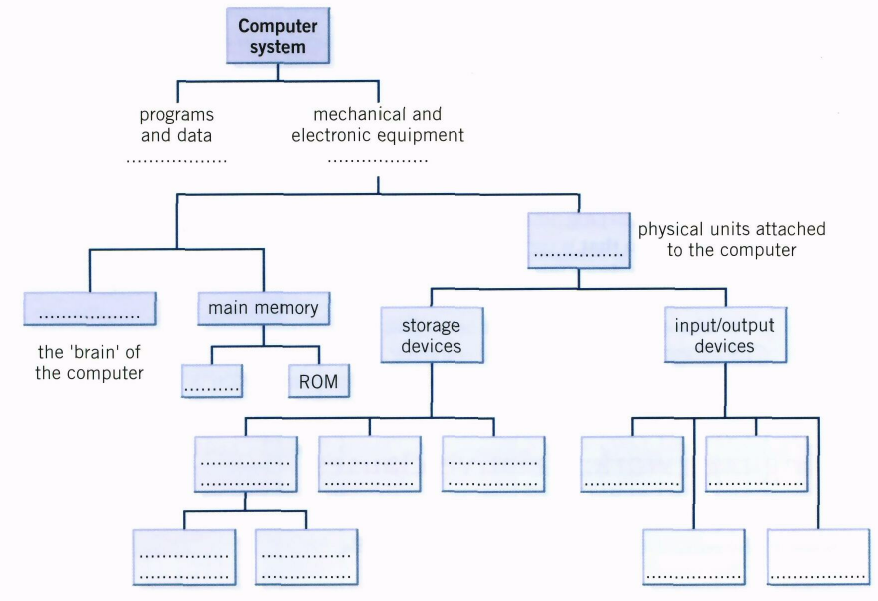 Computer
system
programs
and data
..................
mechanical and
electronic equipment
..................
..................
physical units attached
to the computer
..................
the 'brain' of
the computer
main memory
..........
ROM
storage
devices
input/output
devices
..................
..................
..................
..................
..................
..................
..................
..................
..................
..................
..................
..................
..................
..................